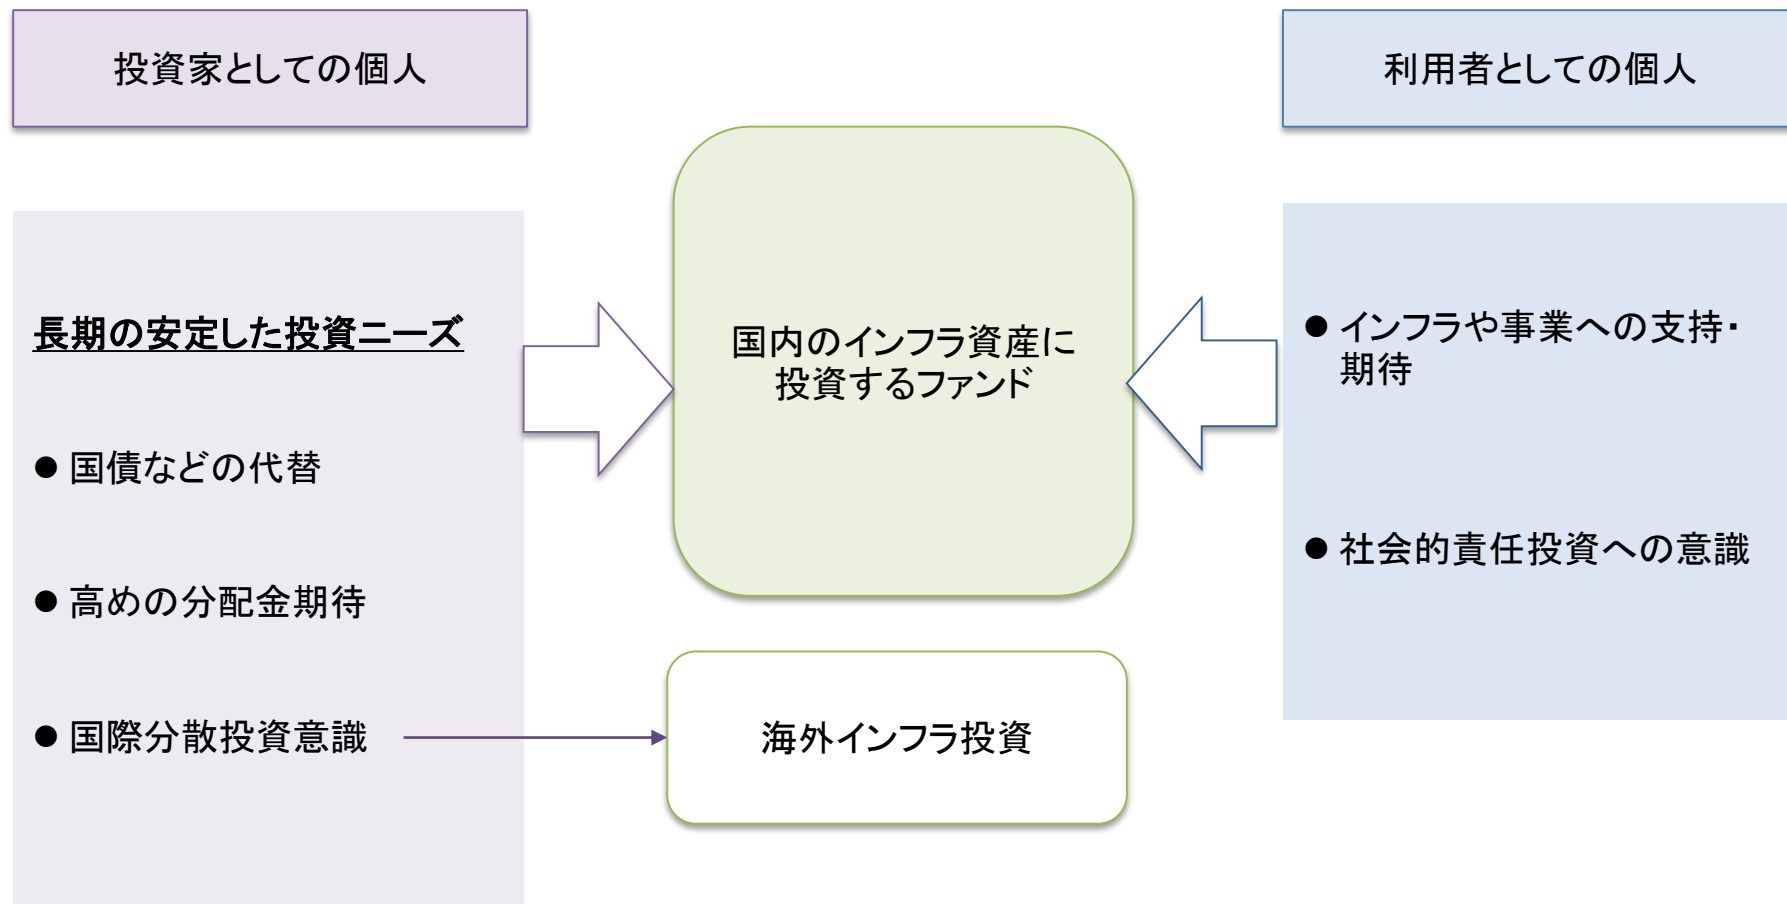 投資家としての個人
利用者としての個人
長期の安定した投資ニーズ
● 国債などの代替
● 高めの分配金期待
● 国際分散投資意識
国内のインフラ資産に
投資するファンド
海外インフラ投資
● インフラや事業への支持・
期待
● 社会的責任投資への意識